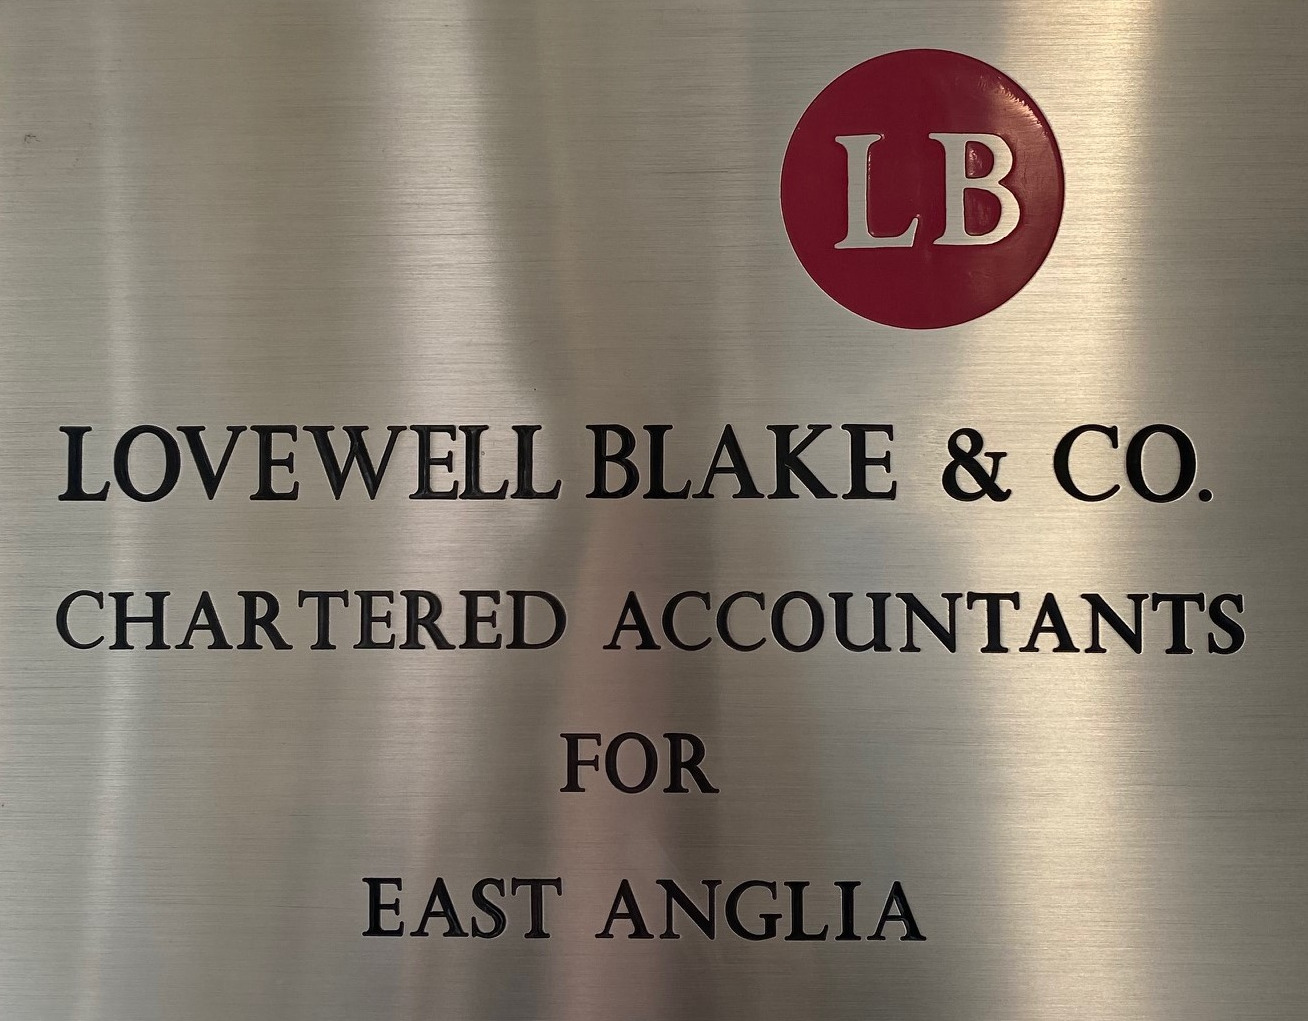 LB
LOVEWELL BLAKE & CO.
CHARTERED ACCOUNTANTS
FOR
EAST ANGLIA